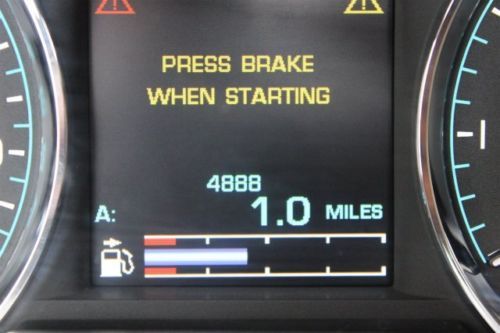 PRESS BRAKE
WHEN STARTING
4888
A: 1.0 MILES